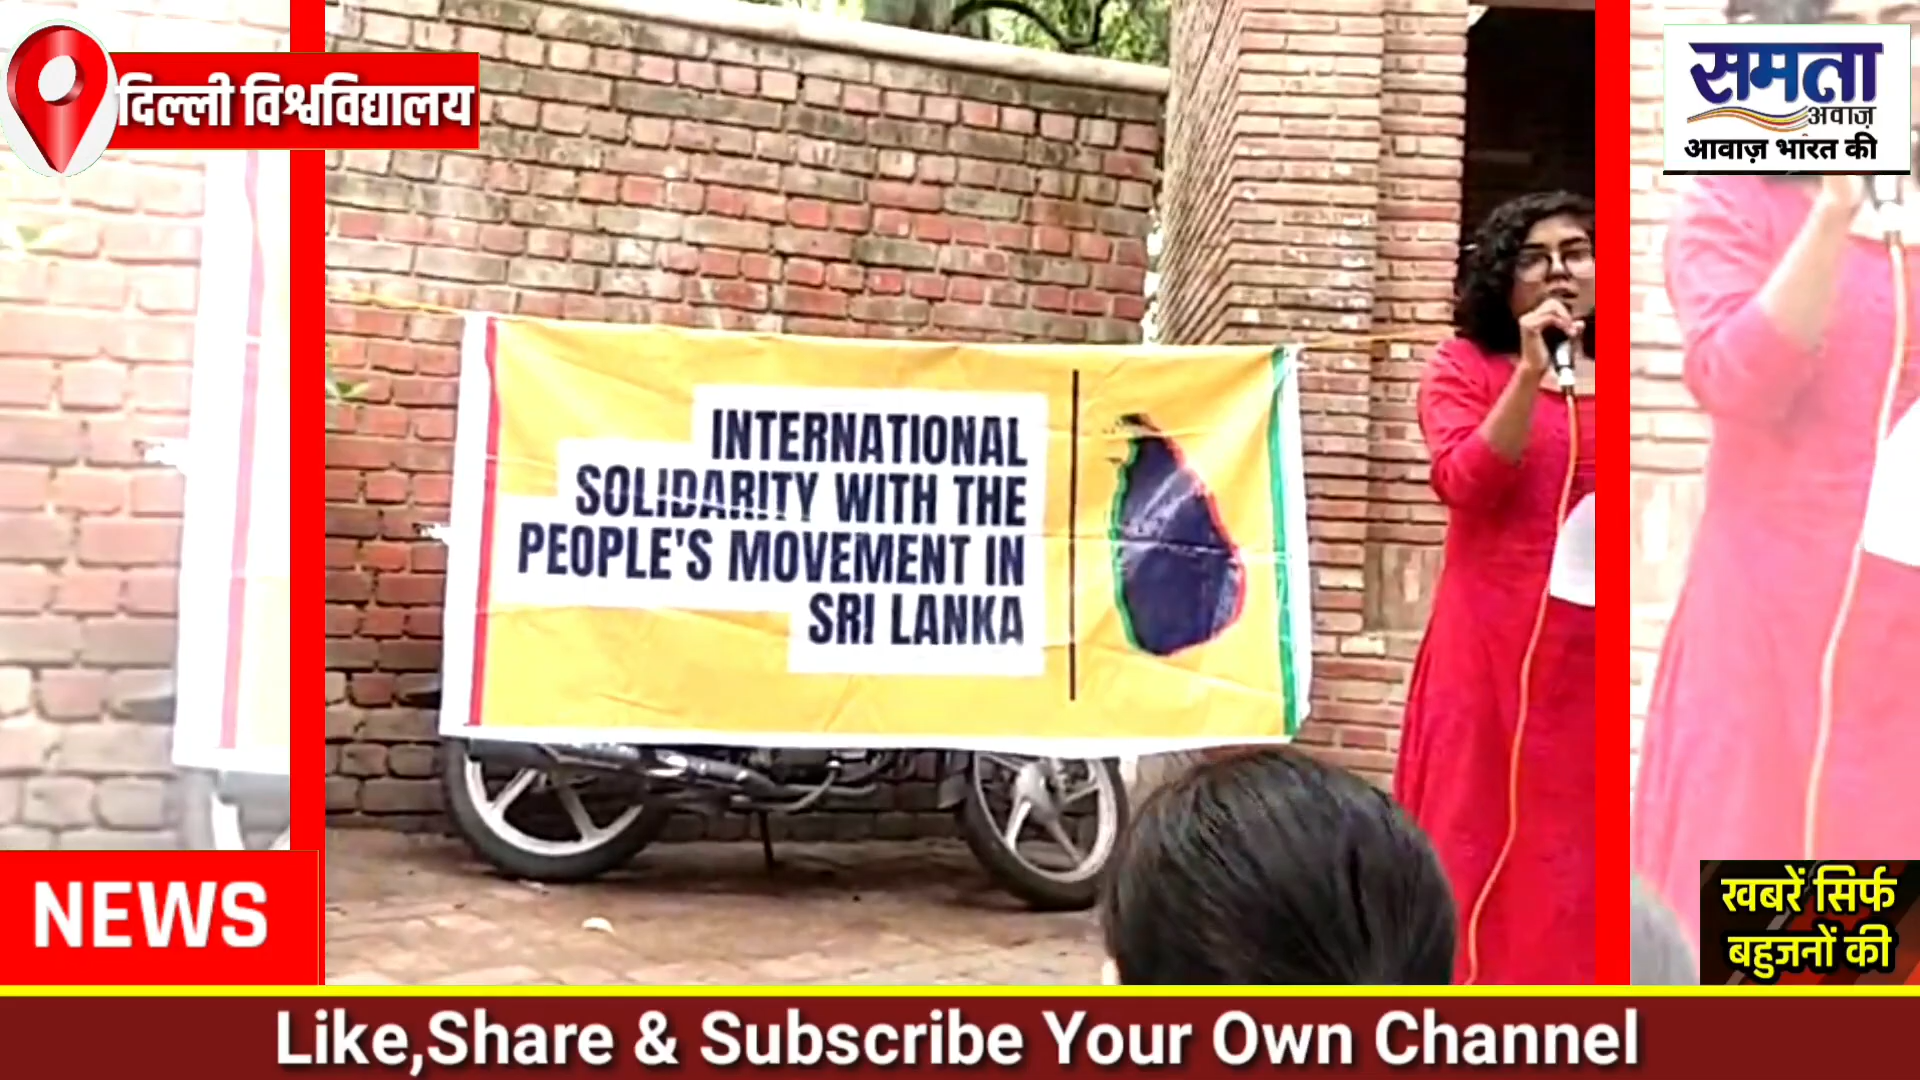 दिल्ली विश्वविद्यालय
समता
अवाज़
आवाज़ भारत की
INTERNATIONAL
SOLIDARITY WITH THE
PEOPLE'S MOVEMENT IN
SRI LANKA
NEWS
खबरें सिर्फ
बहुजनों की
Like,Share & Subscribe Your Own Channel